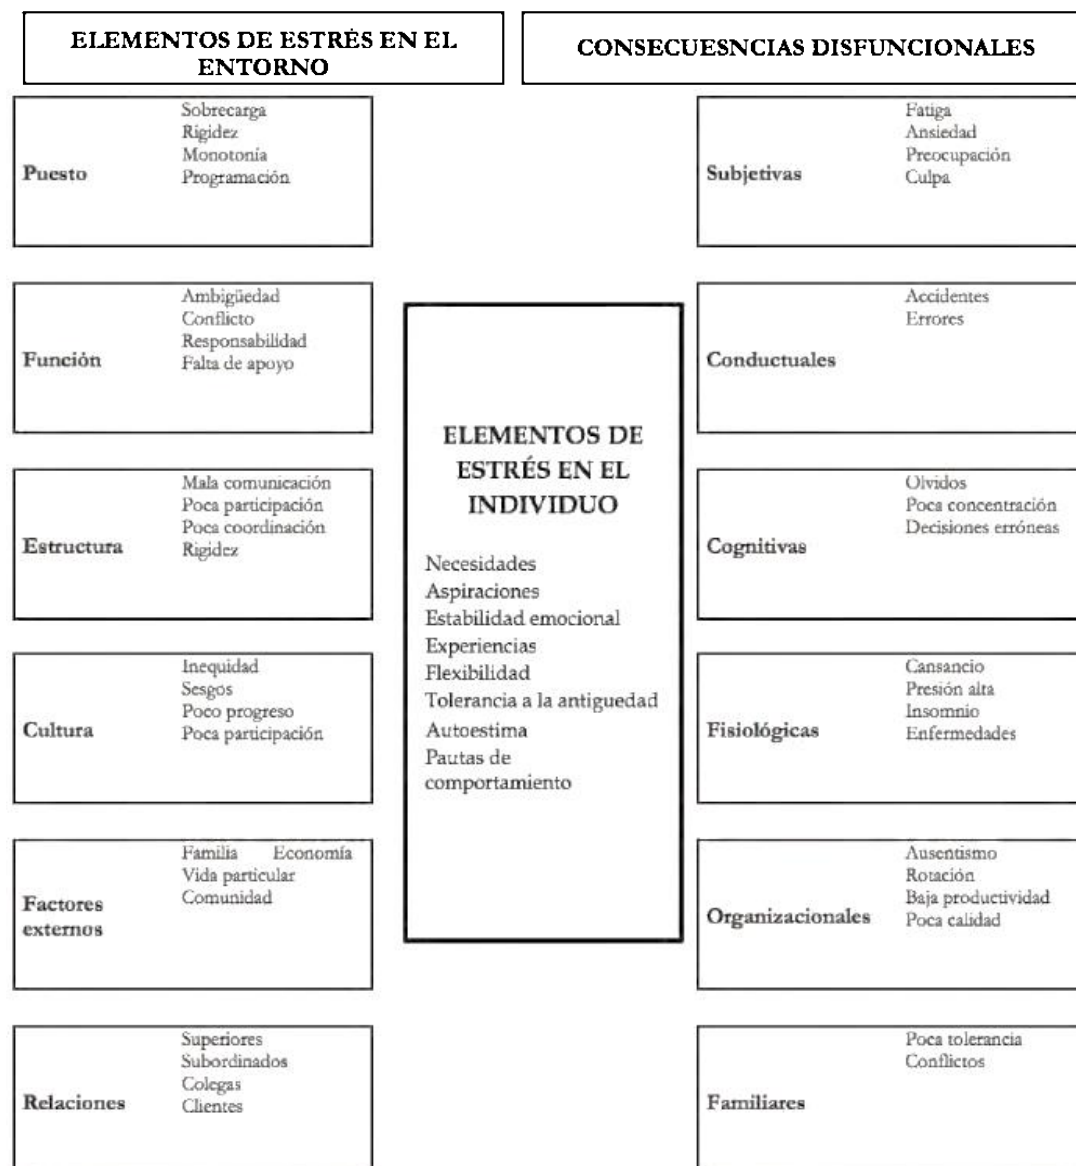 ELEMENTOS DE ESTRÉS EN EL
ENTORNO
CONSECUESNCIAS DISFUNCIONALES
Puesto
Sobrecarga
Rigidez
Monotonía
Programación
Función
Ambigüedad
Conflicto
Responsabilidad
Falta de apoyo
Estructura
Mala comunicación
Poca participación
Poca coordinación
Rigidez
Cultura
Inequidad
Sesgos
Poco progreso
Poca participación
Factores
externos
Familia Economía
Vida particular
Comunidad
Relaciones
Superiores
Subordinados
Colegas
Clientes
ELEMENTOS DE
ESTRÉS EN EL
INDIVIDUO
Necesidades
Aspiraciones
Estabilidad emocional
Experiencias
Flexibilidad
Tolerancia a la antiguedad
Autoestima
Pautas de
comportamiento
Subjetivas
Fatiga
Ansiedad
Preocupación
Culpa
Conductuales
Accidentes
Errores
Cognitivas
Olvidos
Poca concentración
Decisiones erróneas
Fisiológicas
Cansancio
Presión alta
Insomnio
Enfermedades
Organizacionales
Ausentismo
Rotación
Baja productividad
Poca calidad
Familiares
Poca tolerancia
Conflictos